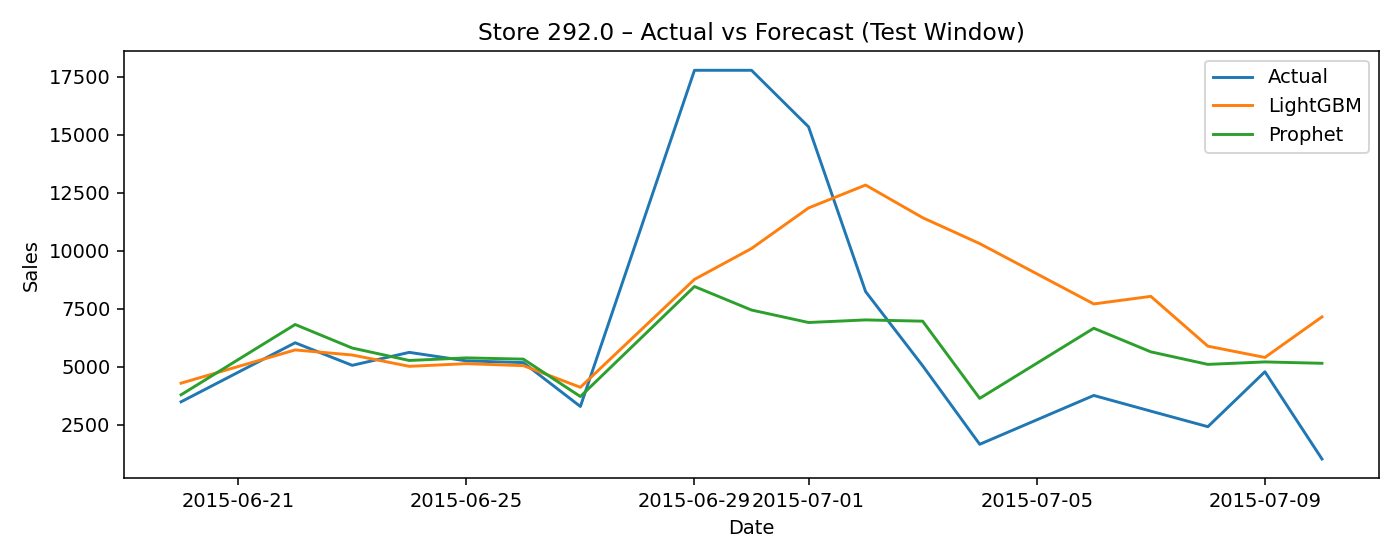 Store 292.0 – Actual vs Forecast (Test Window)
17500
15000
12500
10000
7500
5000
2500
Sales
Actual
LightGBM
Prophet
2015-06-21
2015-06-25
2015-06-29
2015-07-01
2015-07-05
2015-07-09
Date